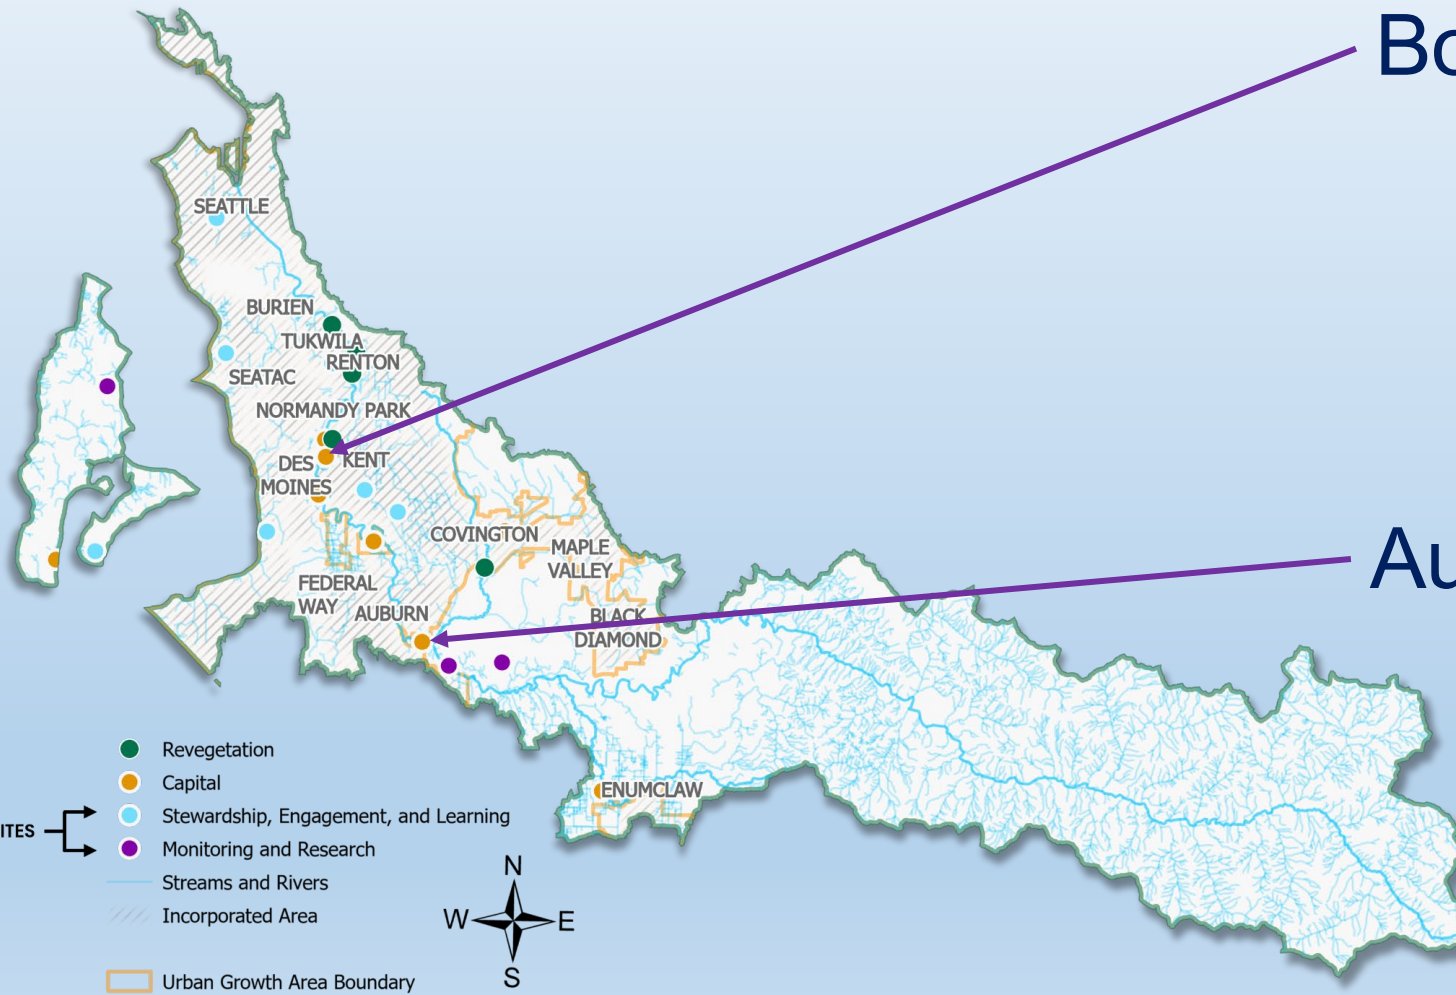 Bo
SEATTLE
BURIEN
TUKWILA
RENTON
SEATAC
NORMANDY PARK
DES
MOINES
KENT
COVINGTON
MAPLE
VALLEY
Au
FEDERAL
WAY
AUBURN
BLACK
DIAMOND
ENUMCLAW
Revegetation
Capital
ITES
Stewardship, Engagement, and Learning
Monitoring and Research
Streams and Rivers
Incorporated Area
Urban Growth Area Boundary
N
W
E
S